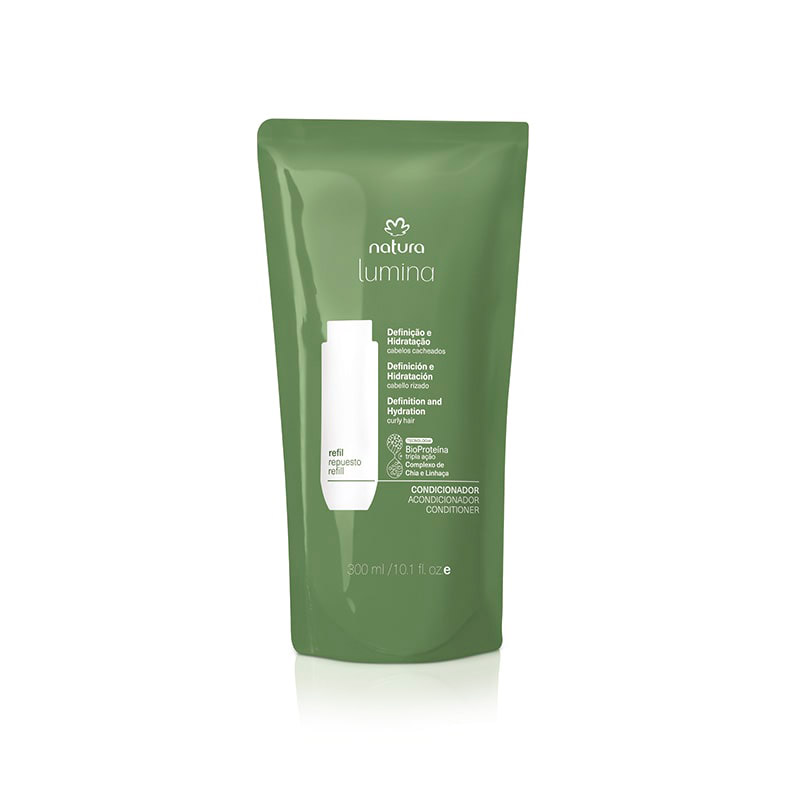 natura
lumina
Definição e
Hidratação
cabelos cacheados
Definición e
Hidratación
cabello rizado
Definition and
Hydration
curly hair
TECNOLOGIA
BioProteína
tripla ação
Complexo de
Chia e Linhaça
refil
repuesto
refill
CONDICIONADOR
ACONDICIONADOR
CONDITIONER
300 ml /10.1 fl. oz e